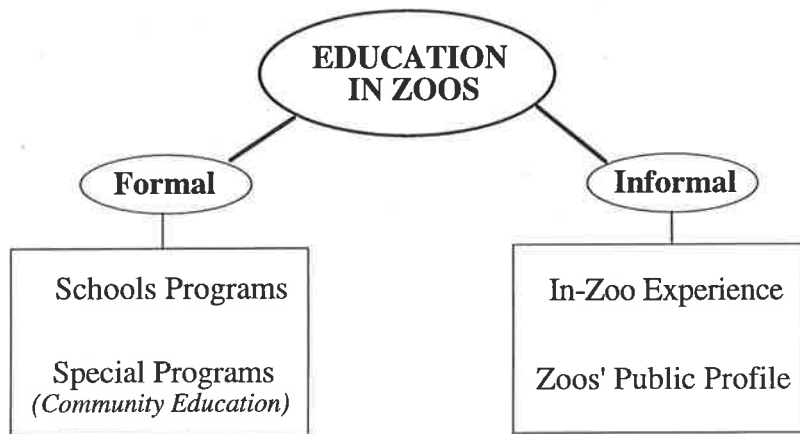 EDUCATION
IN ZOOS
Formal
Informal
Schools Programs
Special Programs
(Community Education)
In-Zoo Experience
Zoos' Public Profile